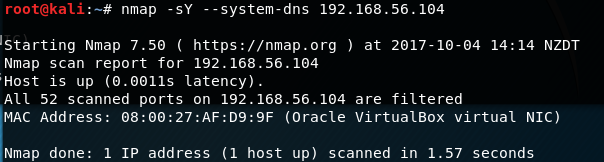 root@kali:~# nmap -sY --system-dns 192.168.56.104
Starting Nmap 7.50 ( https://nmap.org ) at 2017-10-04 14:14 NZDT
Nmap scan report for 192.168.56.104
Host is up (0.0011s latency).
All 52 scanned ports on 192.168.56.104 are filtered
MAC Address: 08:00:27:AF:D9:9F (Oracle VirtualBox virtual NIC)
Nmap done: 1 IP address (1 host up) scanned in 1.57 seconds